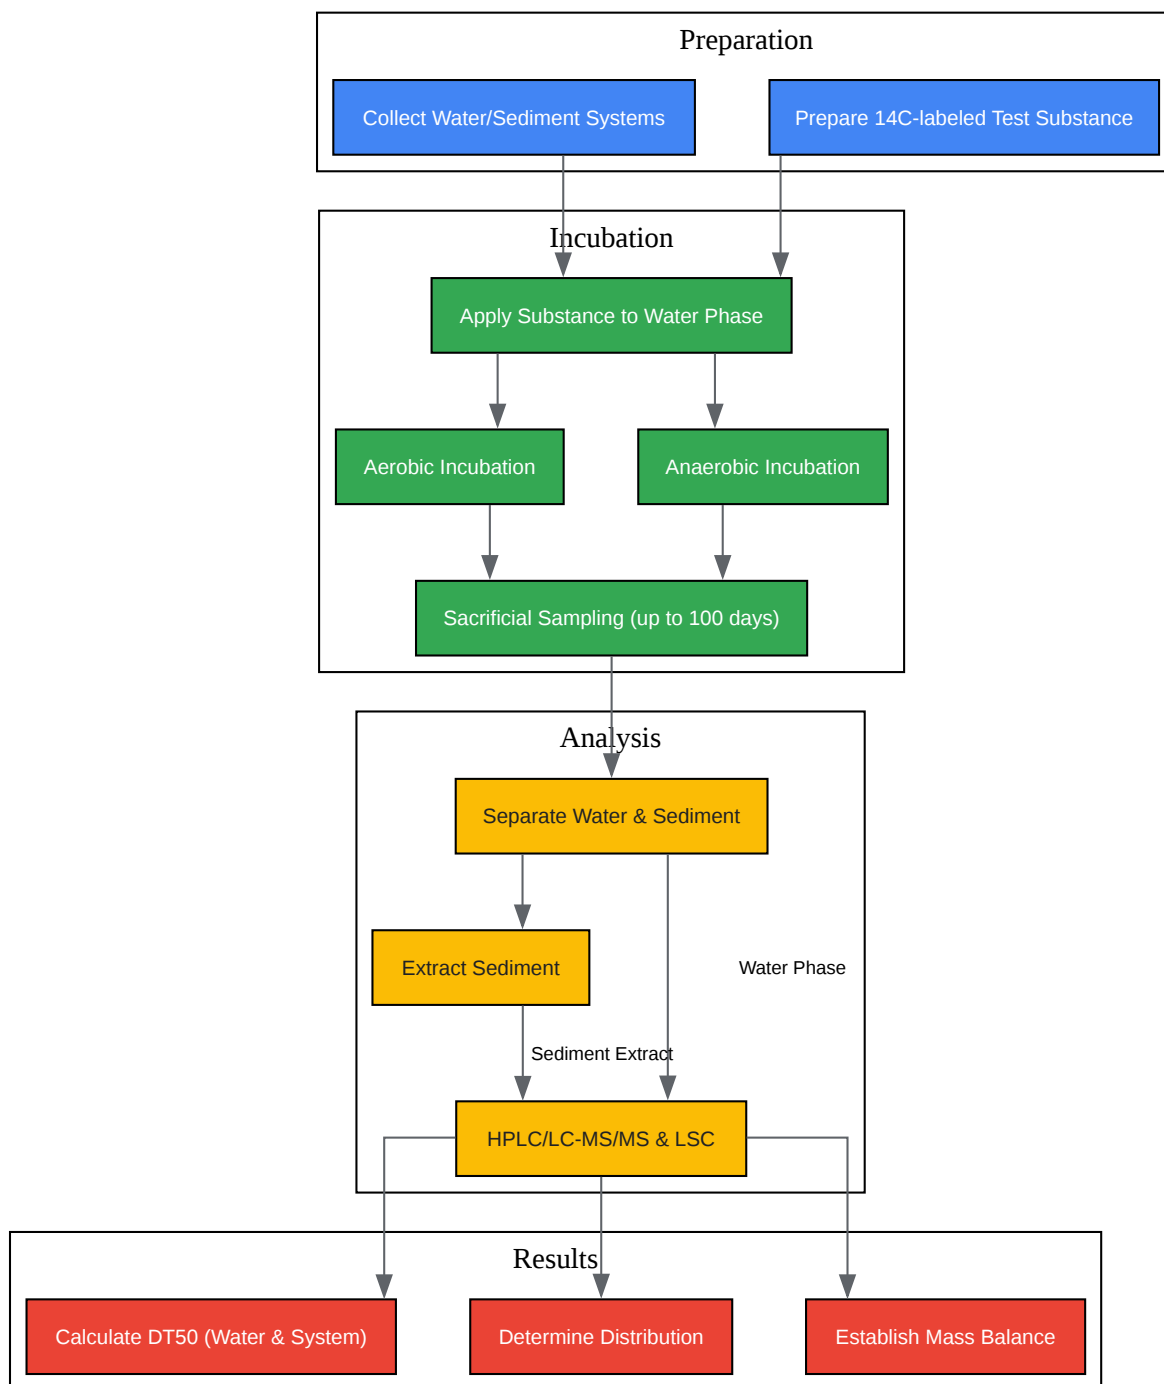 Preparation
Collect Water/Sediment Systems
Prepare 14C-labeled Test Substance
Incubation
Apply Substance to Water Phase
Aerobic Incubation
Anaerobic Incubation
Sacrificial Sampling (up to 100 days)
Analysis
Separate Water & Sediment
Extract Sediment
Water Phase
Sediment Extract
HPLC/LC-MS/MS & LSC
Results
Calculate DT50 (Water & System)
Determine Distribution
Establish Mass Balance